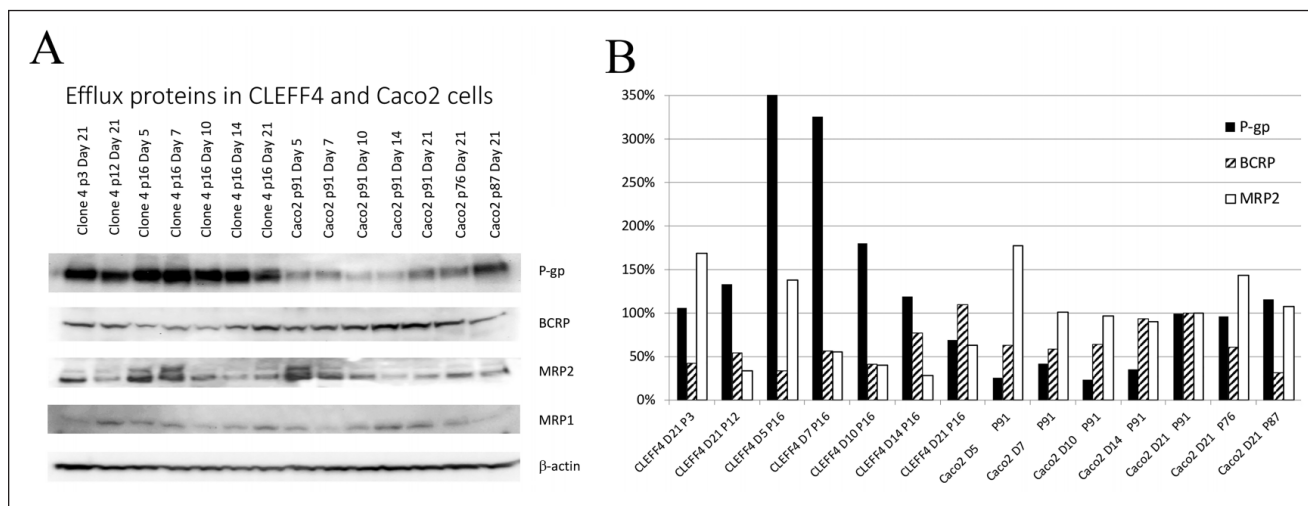 A
Efflux proteins in CLEFF4 and Caco2 cells
Clone 4 p3 Day 21
Clone 4 p12 Day 21
Clone 4 p16 Day 5
Clone 4 p16 Day 7
Clone 4 p16 Day 10
Clone 4 p16 Day 14
Clone 4 p16 Day 21
Caco2 p91 Day 5
Caco2 p91 Day 7
Caco2 p91 Day 10
Caco2 p91 Day 14
Caco2 p91 Day 21
Caco2 p76 Day 21
Caco2 p87 Day 21
P-gp
BCRP
MRP2
MRP1
β-actin
B
350%
300%
250%
200%
150%
100%
50%
0%
P-gp
BCRP
MRP2
CLEFF4 D21 P3
CLEFF4 D21 P12
CLEFF4 D5 P16
CLEFF4 D7 P16
CLEFF4 D10 P16
CLEFF4 D14 P16
CLEFF4 D21 P16
Caco2 D5 P91
Caco2 D7 P91
Caco2 D10 P91
Caco2 D14 P91
Caco2 D21 P91
Caco2 D21 P76
Caco2 D21 P87